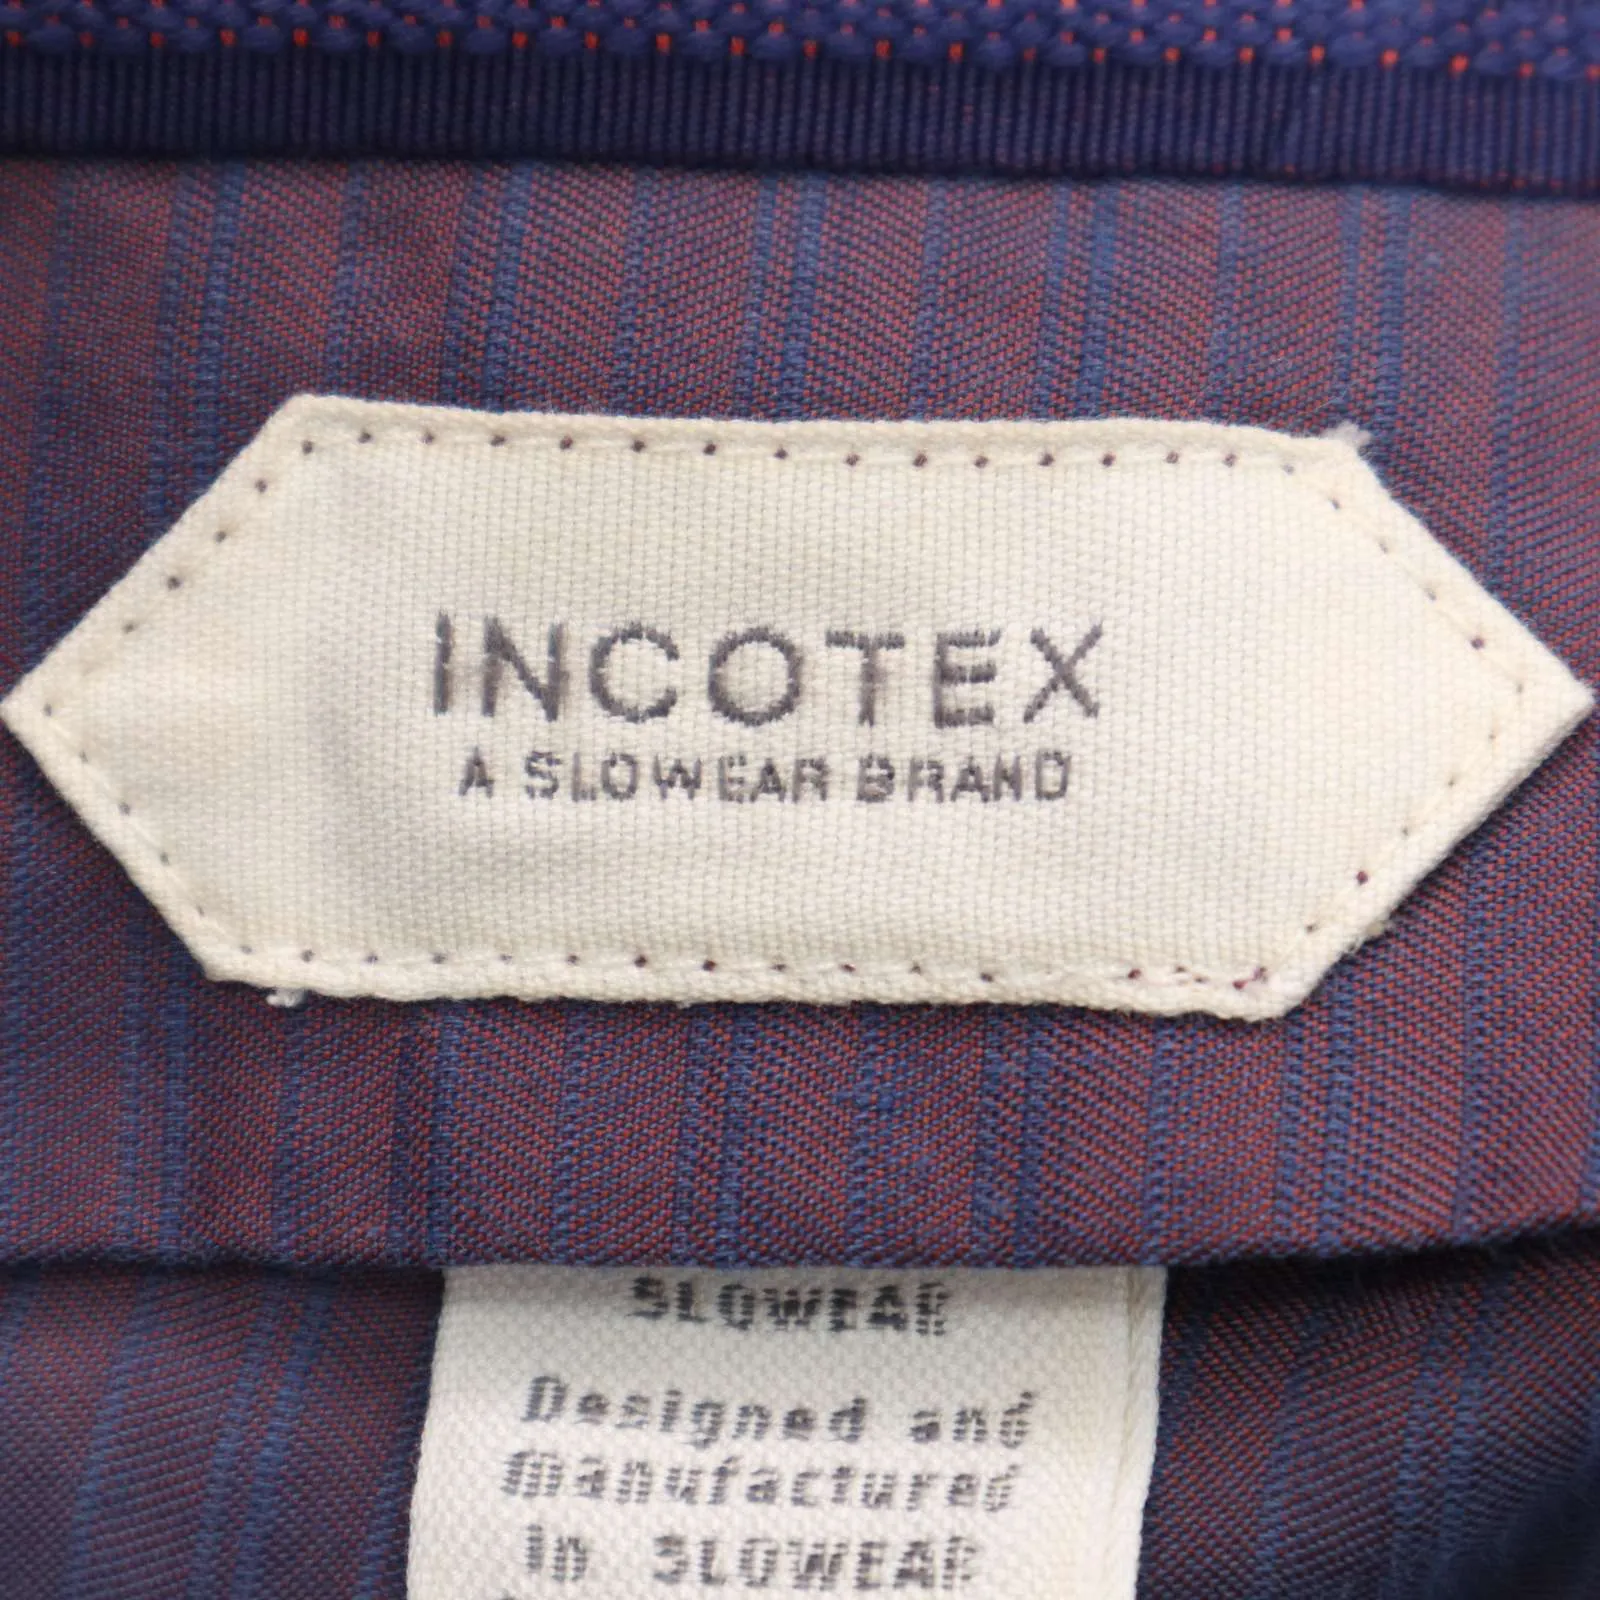 INCOTEX
A SLOWEAR BRAND
SLOWEAR
Designed and
Manufactured
in SLOWEAR